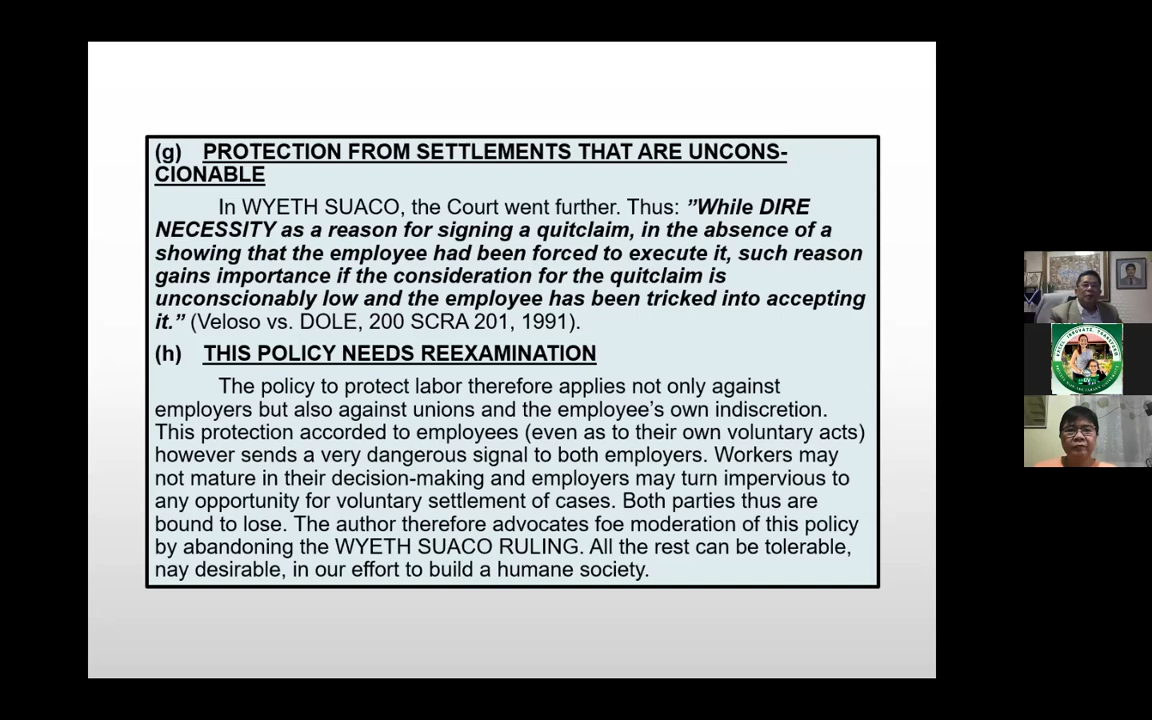 (g) PROTECTION FROM SETTLEMENTS THAT ARE UNCONS-
CIONABLE
In WYETH SUACO, the Court went further. Thus: ”While DIRE
NECESSITY as a reason for signing a quitclaim, in the absence of a
showing that the employee had been forced to execute it, such reason
gains importance if the consideration for the quitclaim is
unconscionably low and the employee has been tricked into accepting
it.” (Veloso vs. DOLE, 200 SCRA 201, 1991).
(h) THIS POLICY NEEDS REEXAMINATION
The policy to protect labor therefore applies not only against
employers but also against unions and the employee’s own indiscretion.
This protection accorded to employees (even as to their own voluntary acts)
however sends a very dangerous signal to both employers. Workers may
not mature in their decision-making and employers may turn impervious to
any opportunity for voluntary settlement of cases. Both parties thus are
bound to lose. The author therefore advocates foe moderation of this policy
by abandoning the WYETH SUACO RULING. All the rest can be tolerable,
nay desirable, in our effort to build a humane society.